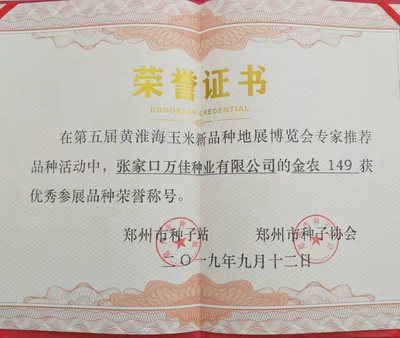 荣誉证书
HONORARY CREDENTIAL
在第五届黄淮海玉米新品种地展博览会专家推荐
品种活动中，张家口万佳种业有限公司的金农 149 获
优秀参展品种荣誉称号。
郑州市种子站 郑州市种子协会
二〇一九年九月十二日